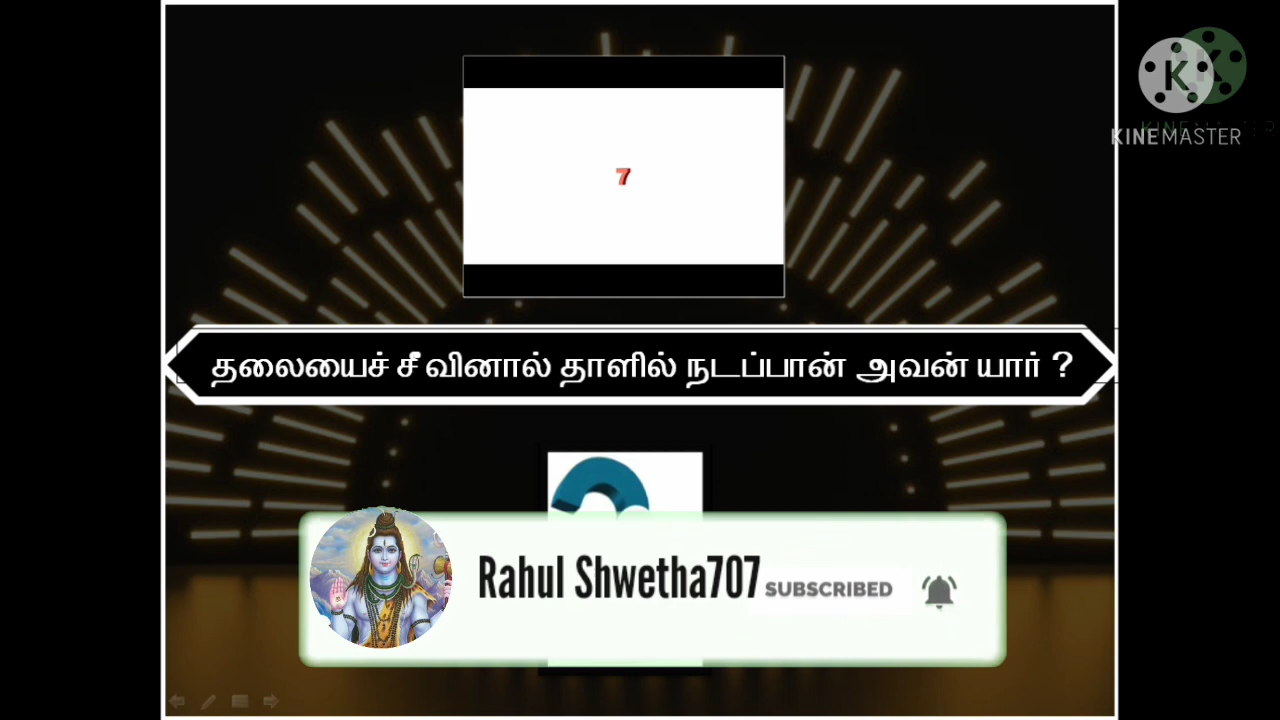 7
KINEMASTER
தலையைச் சீவினால் தாளில் நடப்பான் அவன் யார் ?
Rahul Shwetha707
SUBSCRIBED